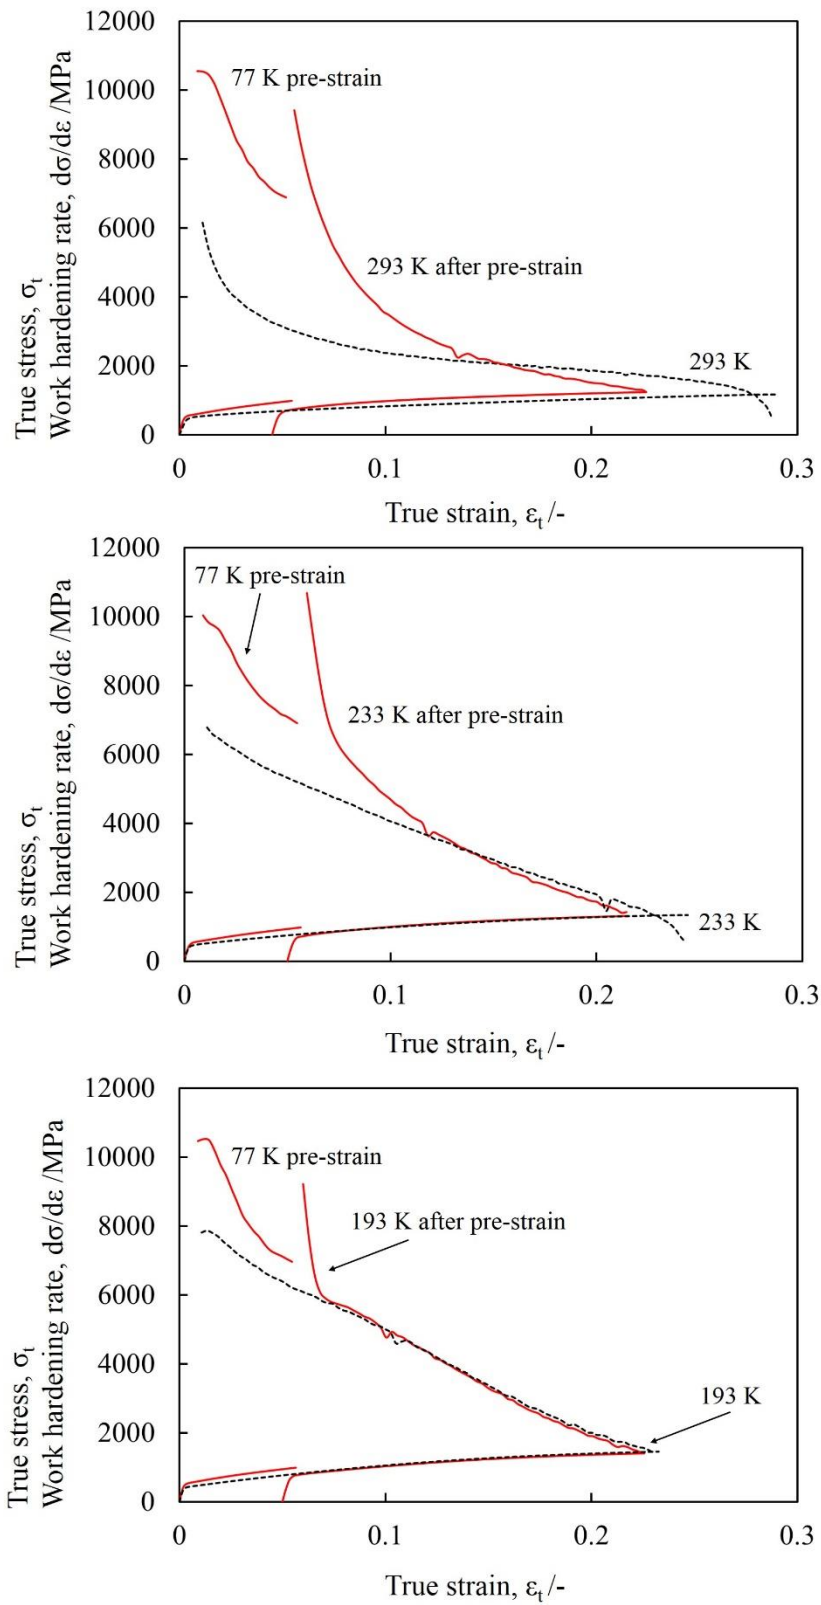 12000
10000
8000
6000
4000
2000
0
True stress, σt
Work hardening rate, dσ/dε /MPa
77 K pre-strain
293 K after pre-strain
293 K
0
0.1
0.2
0.3
True strain, εt /-
12000
10000
8000
6000
4000
2000
0
True stress, σt
Work hardening rate, dσ/dε /MPa
77 K pre-strain
233 K after pre-strain
233 K
0
0.1
0.2
0.3
True strain, εt /-
12000
10000
8000
6000
4000
2000
0
True stress, σt
Work hardening rate, dσ/dε /MPa
77 K pre-strain
193 K after pre-strain
193 K
0
0.1
0.2
0.3
True strain, εt /-